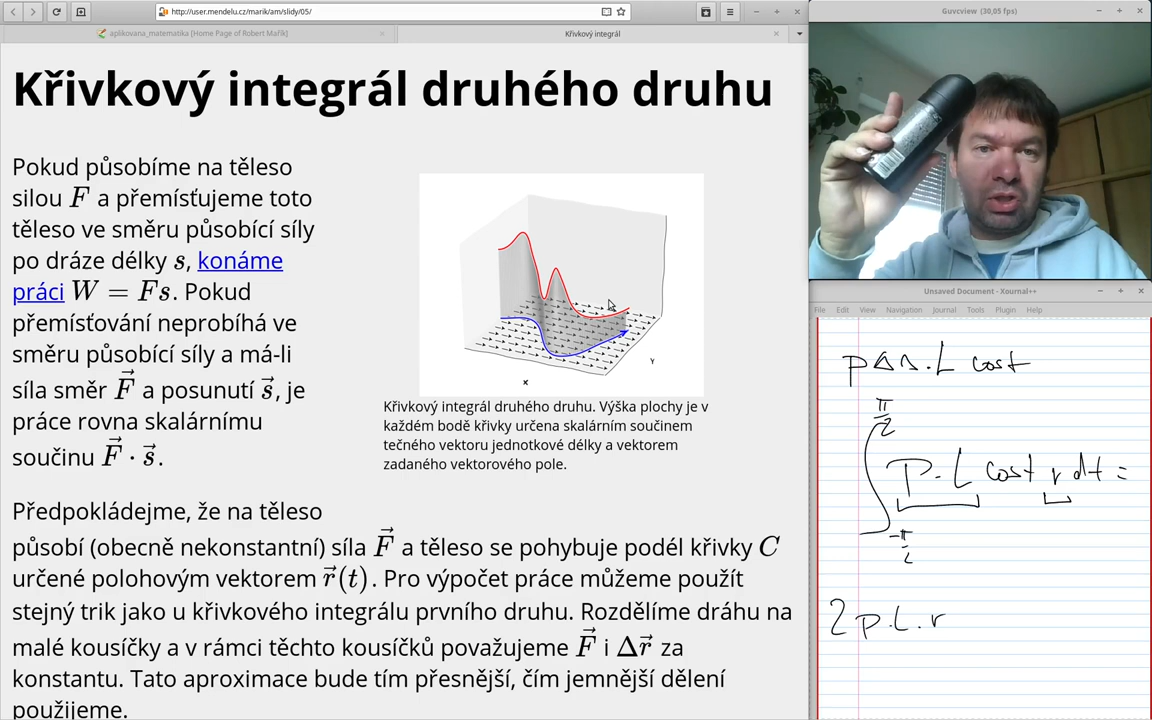 http://user.mendelu.cz/marik/am/slidy/05/
aplikovana_matematika [Home Page of Robert Mařík]
Křivkový integrál
Křivkový integrál druhého druhu
Pokud působíme na těleso
silou F a přemísťujeme toto
těleso ve směru působící síly
po dráze délky s, konáme
práci W = Fs. Pokud
přemísťování neprobíhá ve
směru působící síly a má-li
síla směr F⃗ a posunutí s⃗, je
práce rovna skalárnímu
součinu F⃗ · s⃗.
X
Y
Křivkový integrál druhého druhu. Výška plochy je v
každém bodě křivky určena skalárním součinem
tečného vektoru jednotkové délky a vektorem
zadaného vektorového pole.
Předpokládejme, že na těleso
působí (obecně nekonstantní) síla F⃗ a těleso se pohybuje podél křivky C
určené polohovým vektorem r⃗(t). Pro výpočet práce můžeme použít
stejný trik jako u křivkového integrálu prvního druhu. Rozdělíme dráhu na
malé kousíčky a v rámci těchto kousíčků považujeme F⃗ i Δr⃗ za
konstantu. Tato aproximace bude tím přesnější, čím jemnější dělení
použijeme.
Guvcview (30,05 fps)
Unsaved Document - Xournal++
File Edit View Navigation Journal Tools Plugin Help
pΔs.L cost
π
2
∫ p.L cost r dt =
-π
2
2 p.L.r